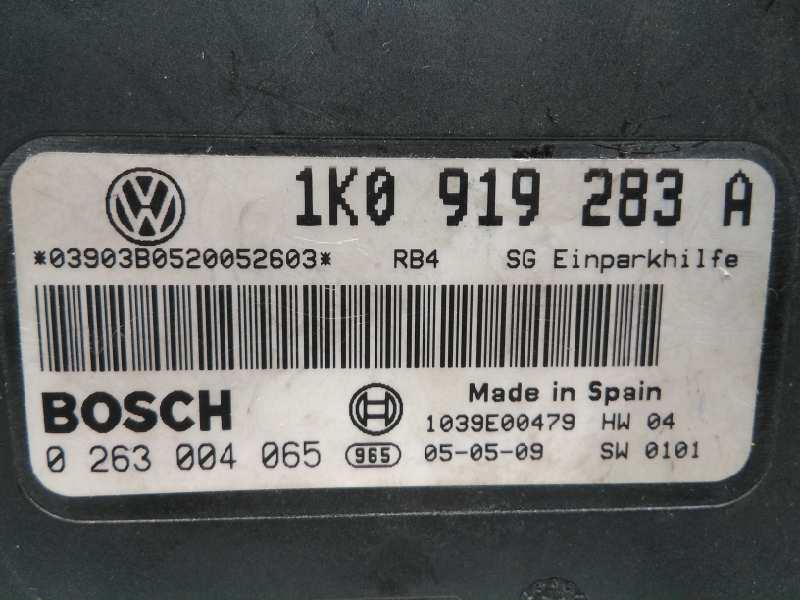 1K0 919 283 A
*03903B0520052603* RB4 SG Einparkhilfe
BOSCH Made in Spain
1039E00479 HW 04
0 263 004 065 965 05-05-09 SW 0101